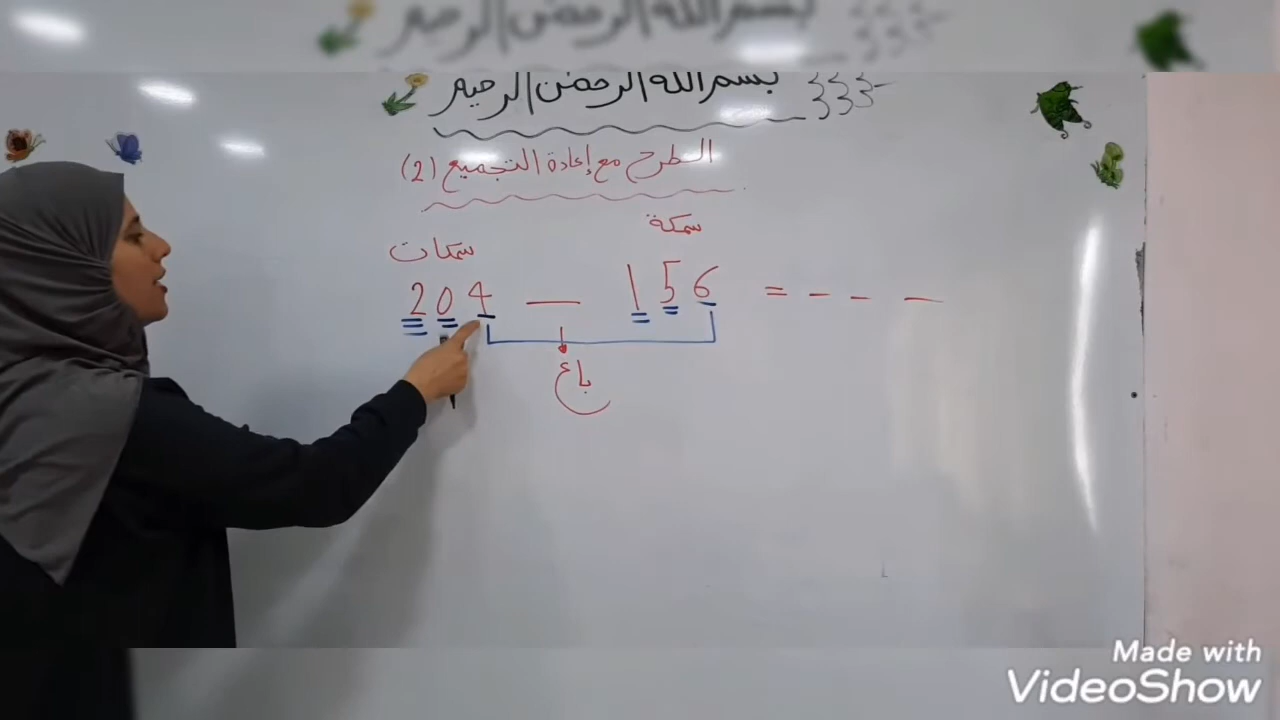 بسم الله الرحمن الرحيم
الطرح مع إعادة التجميع (2)
سمكات سمكة
204 — 156 = _ _ _
باع
Made with
VideoShow